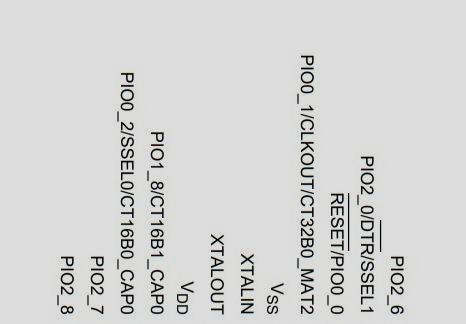 PIO2_6
PIO2_0/DTR/SSEL1
RESET/PIO0_0
PIO0_1/CLKOUT/CT32B0_MAT2
VSS
XTALIN
XTALOUT
VDD
PIO1_8/CT16B1_CAP0
PIO0_2/SSEL0/CT16B0_CAP0
PIO2_7
PIO2_8